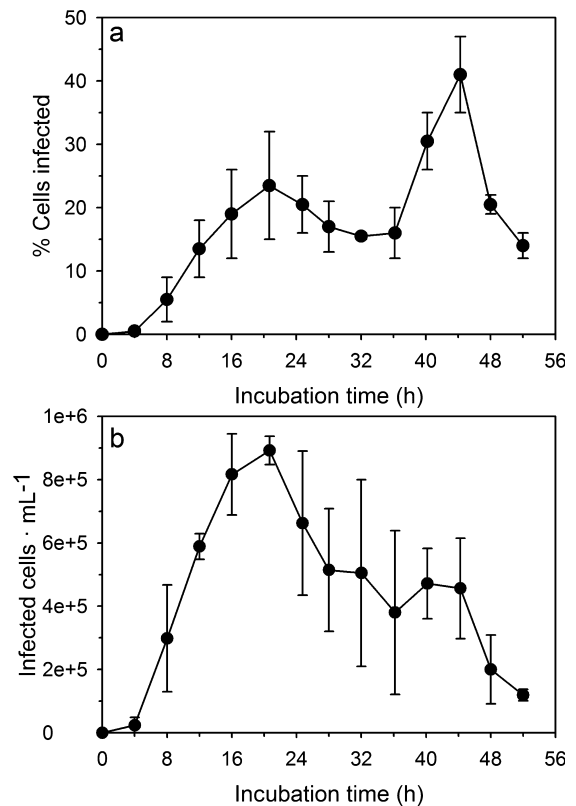 a
% Cells infected
50
40
30
20
10
0
0 8 16 24 32 40 48 56
Incubation time (h)
b
Infected cells · mL-1
1e+6
8e+5
6e+5
4e+5
2e+5
0
0 8 16 24 32 40 48 56
Incubation time (h)